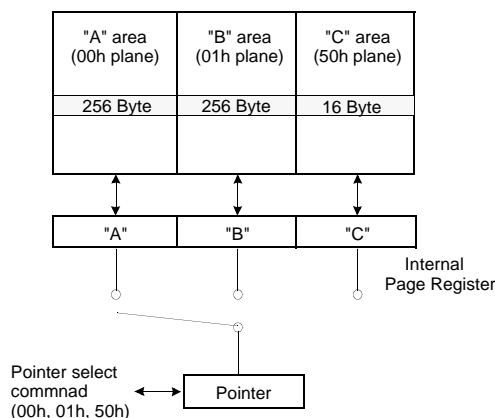 "A" area
(00h plane)
"B" area
(01h plane)
"C" area
(50h plane)
256 Byte
256 Byte
16 Byte
"A"
"B"
"C"
Internal
Page Register
Pointer select
commnad
(00h, 01h, 50h)
Pointer